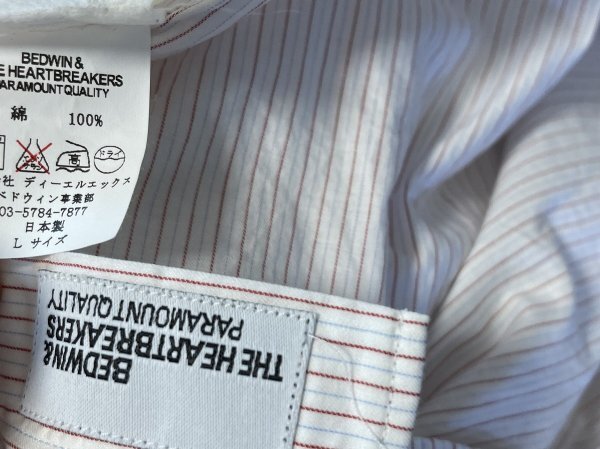 BEDWIN &
E HEARTBREAKERS
PARAMOUNT QUALITY
綿 100%
高 ドライ
社 ディーエルエックス
ベドウィン事業部
03-5784-7877
日本製
L サイズ
BEDWIN &
THE HEARTBREAKERS
PARAMOUNT QUALITY